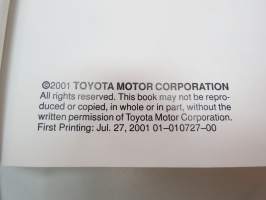 ©2001 TOYOTA MOTOR CORPORATION
All rights reserved. This book may not be repro-
duced or copied, in whole or in part, without the
written permission of Toyota Motor Corporation.
First Printing: Jul. 27, 2001 01–010727–00